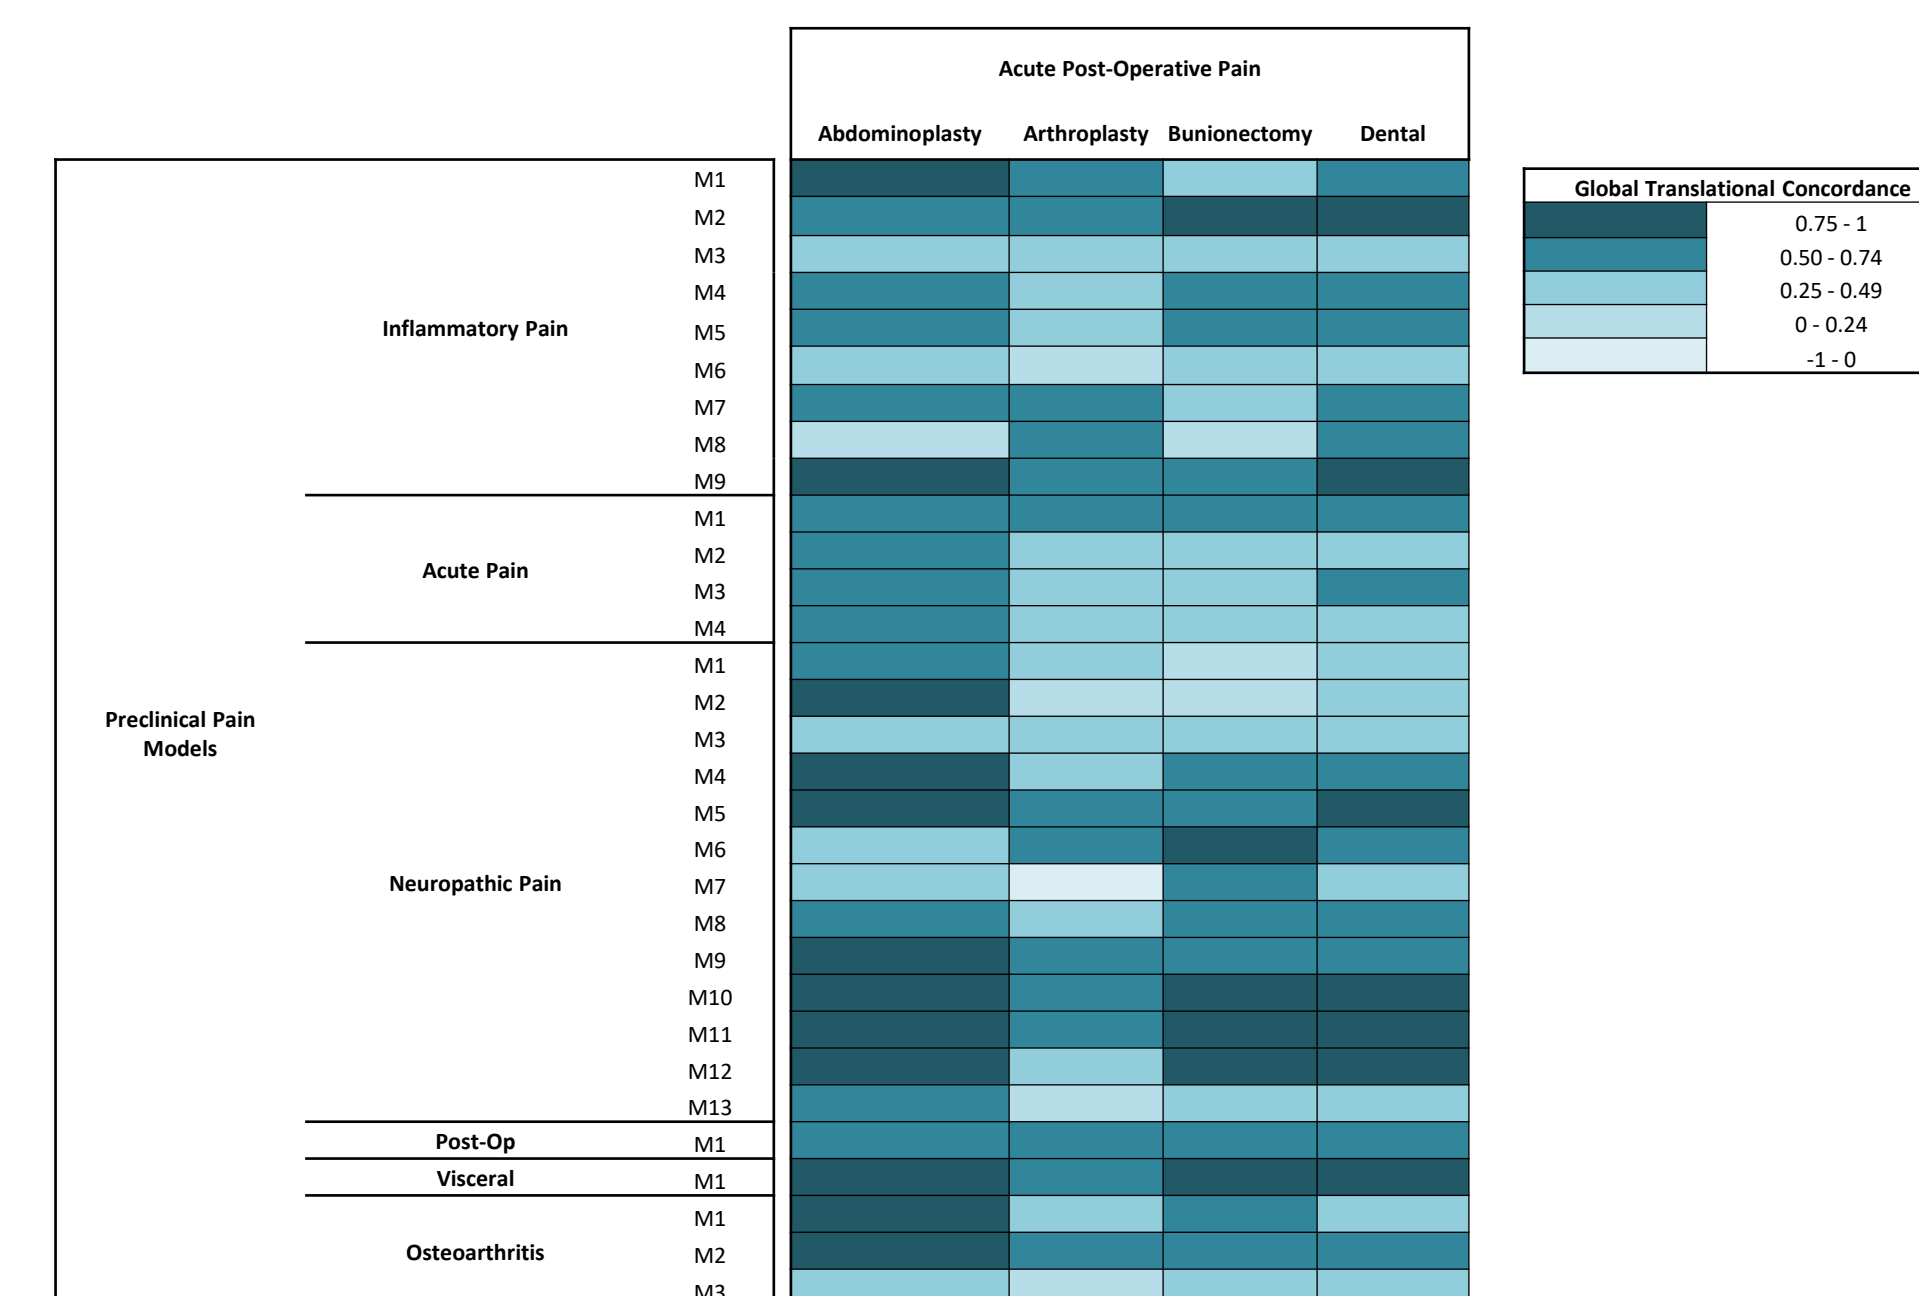 Acute Post-Operative Pain
Abdominoplasty Arthroplasty Bunionectomy Dental
Global Translational Concordance
0.75 - 1
0.50 - 0.74
0.25 - 0.49
0 - 0.24
-1 - 0
Preclinical Pain
Models
Inflammatory Pain
M1
M2
M3
M4
M5
M6
M7
M8
M9
Acute Pain
M1
M2
M3
M4
Neuropathic Pain
M1
M2
M3
M4
M5
M6
M7
M8
M9
M10
M11
M12
M13
Post-Op
M1
Visceral
M1
Osteoarthritis
M1
M2
M3